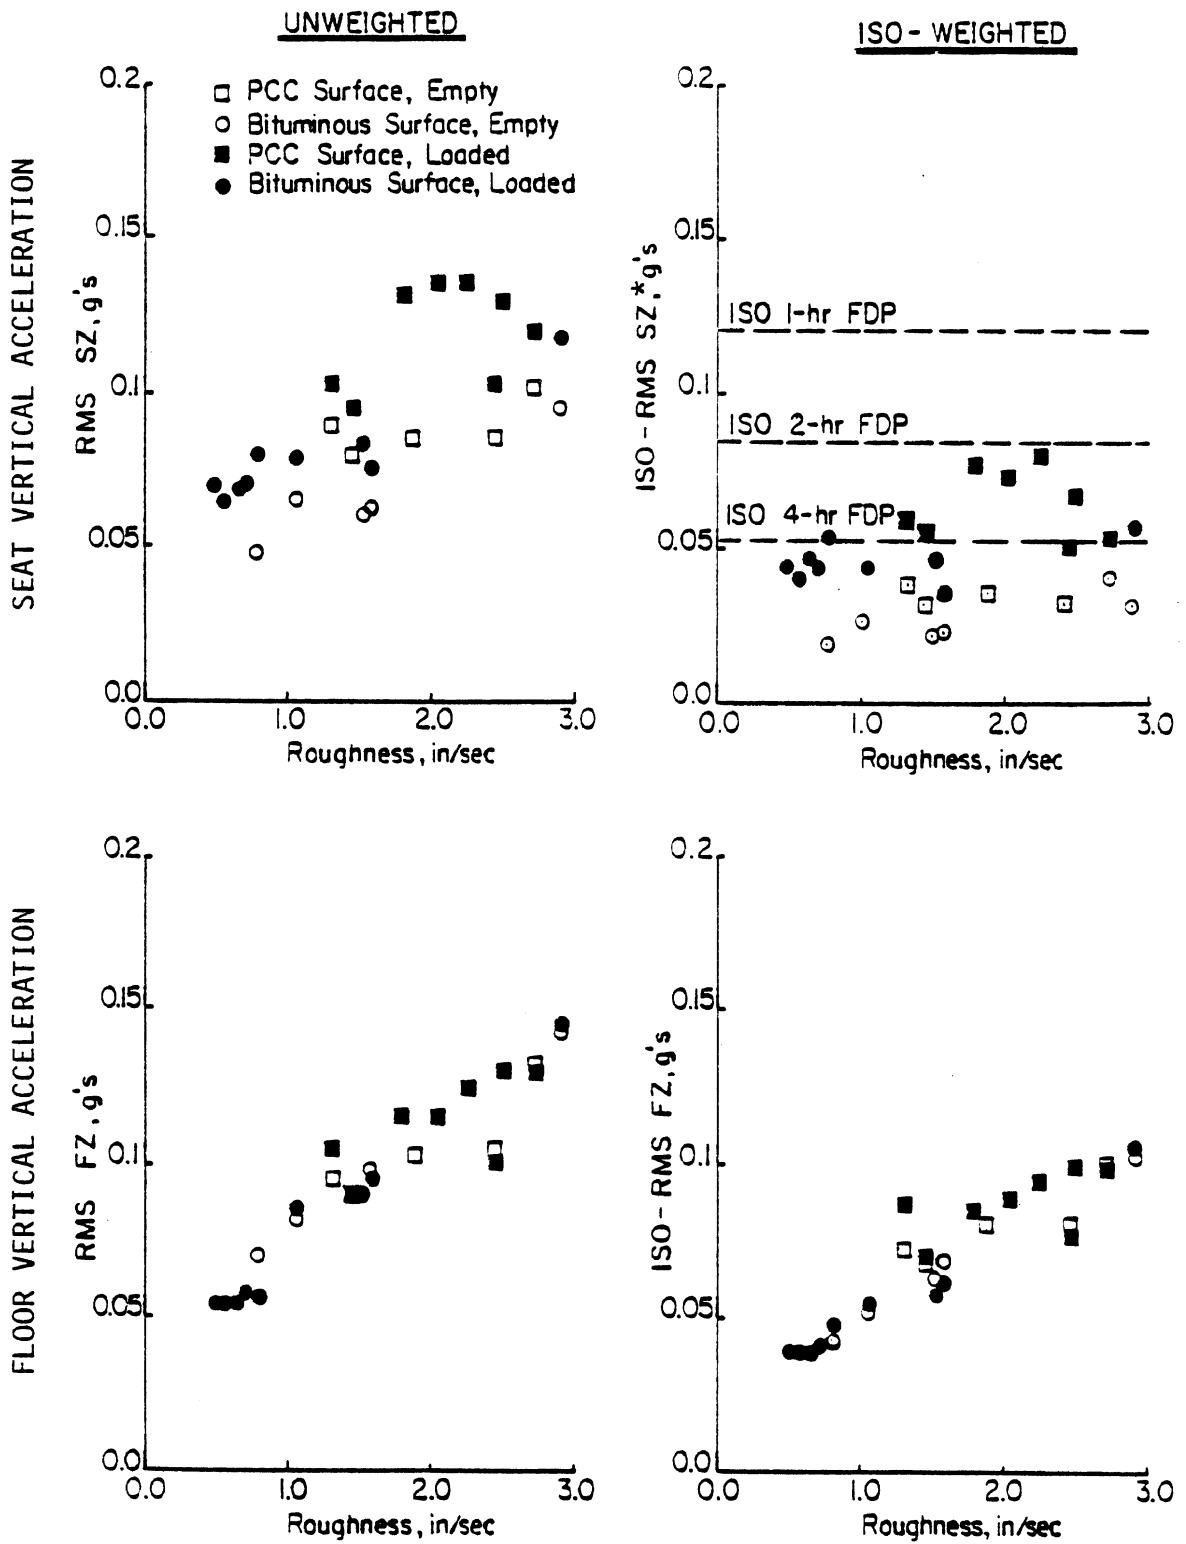 UNWEIGHTED
ISO - WEIGHTED
SEAT VERTICAL ACCELERATION
RMS SZ, g's
0.2
0.15
0.1
0.05
0.0
PCC Surface, Empty
Bituminous Surface, Empty
PCC Surface, Loaded
Bituminous Surface, Loaded
0.0 1.0 2.0 3.0
Roughness, in/sec
ISO-RMS SZ,* g's
0.2
0.15
0.1
0.05
0.0
ISO 1-hr FDP
ISO 2-hr FDP
ISO 4-hr FDP
0.0 1.0 2.0 3.0
Roughness, in/sec
FLOOR VERTICAL ACCELERATION
RMS FZ, g's
0.2
0.15
0.1
0.05
0.0
0.0 1.0 2.0 3.0
Roughness, in/sec
ISO-RMS FZ, g's
0.2
0.15
0.1
0.05
0.0
0.0 1.0 2.0 3.0
Roughness, in/sec